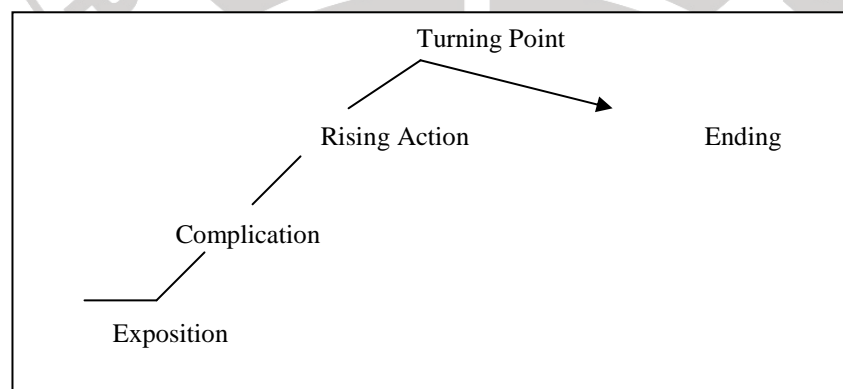 Turning Point
Rising Action Ending
Complication
Exposition